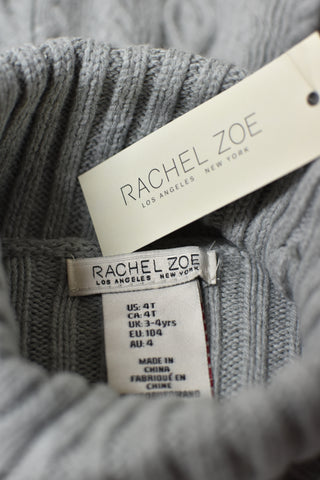 RACHEL ZOE
LOS ANGELES NEW YORK
RACHEL ZOE
LOS ANGELES NEW YORK
US: 4T
CA: 4T
UK: 3-4yrs
EU: 104
AU: 4
MADE IN
CHINA
FABRIQUÉ EN
CHINE